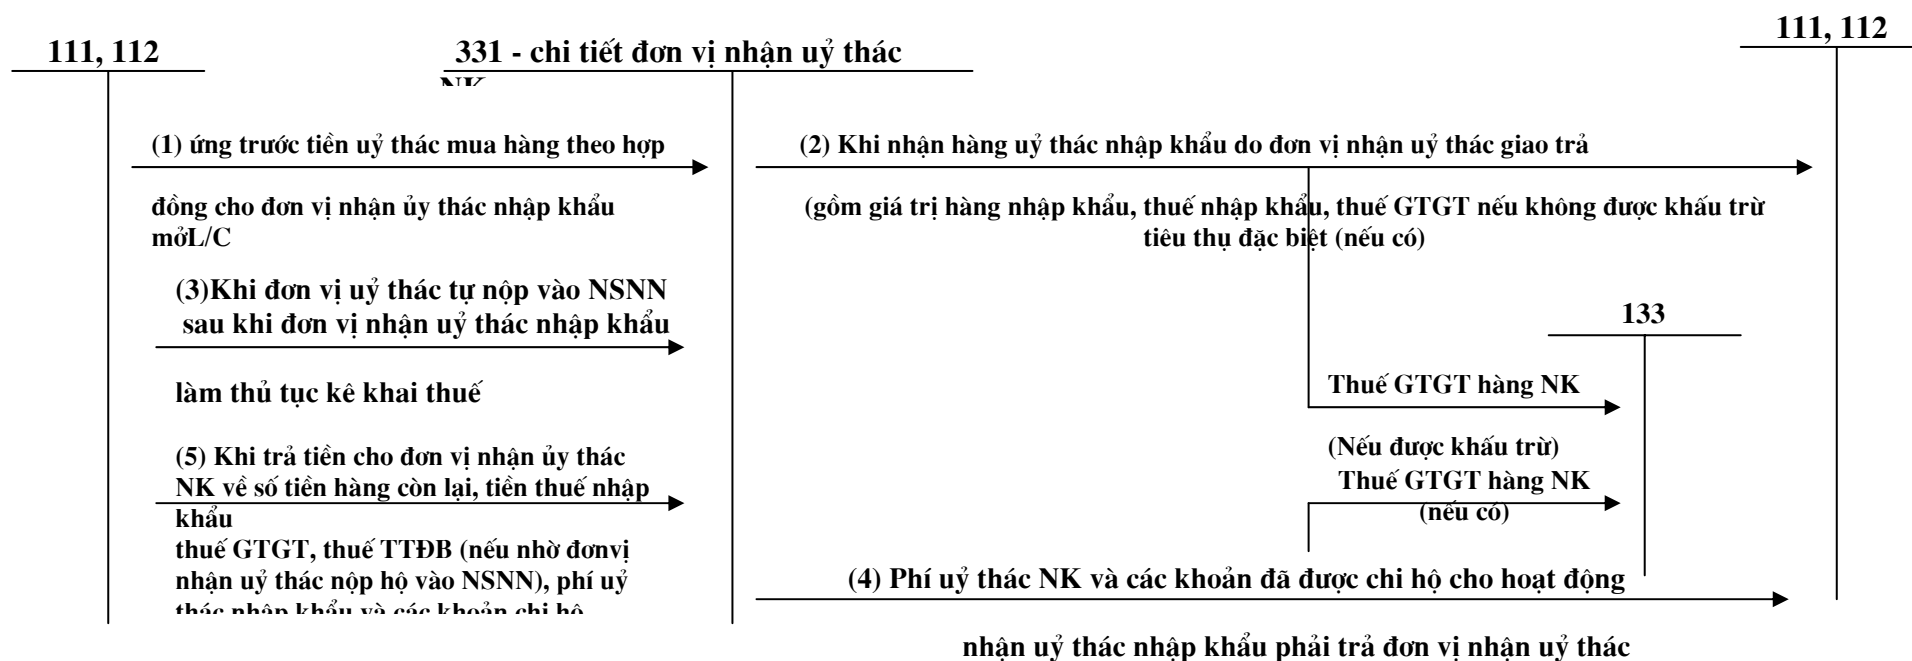 111, 112
331 - chi tiết đơn vị nhận uỷ thác
NK
111, 112
(1) ứng trước tiền uỷ thác mua hàng theo hợp
đồng cho đơn vị nhận ủy thác nhập khẩu
mởL/C
(2) Khi nhận hàng uỷ thác nhập khẩu do đơn vị nhận uỷ thác giao trả
(gồm giá trị hàng nhập khẩu, thuế nhập khẩu, thuế GTGT nếu không được khấu trừ
tiêu thụ đặc biệt (nếu có)
(3)Khi đơn vị uỷ thác tự nộp vào NSNN
sau khi đơn vị nhận uỷ thác nhập khẩu
làm thủ tục kê khai thuế
133
Thuế GTGT hàng NK
(Nếu được khấu trừ)
Thuế GTGT hàng NK
(nếu có)
(5) Khi trả tiền cho đơn vị nhận ủy thác
NK về số tiền hàng còn lại, tiền thuế nhập
khẩu
thuế GTGT, thuế TTĐB (nếu nhờ đơnvị
nhận uỷ thác nộp hộ vào NSNN), phí uỷ
thác nhập khẩu và các khoản chi hộ
(4) Phí uỷ thác NK và các khoản đã được chi hộ cho hoạt động
nhận uỷ thác nhập khẩu phải trả đơn vị nhận uỷ thác